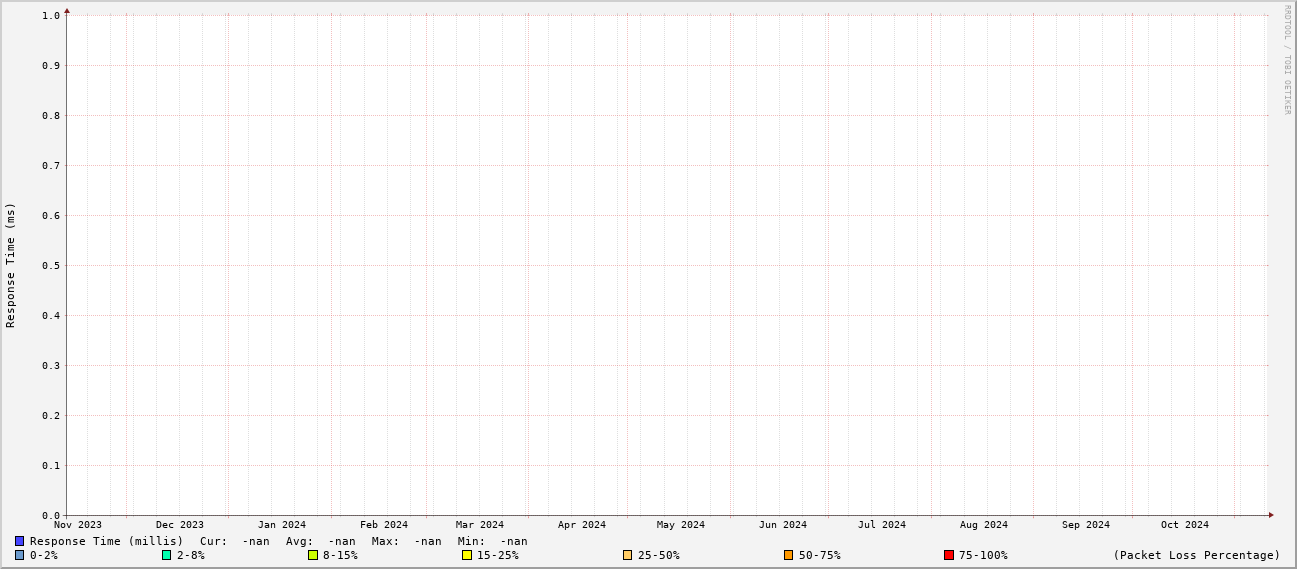 1.0
RRDTOOL / TOBI OETIKER
0.9
0.8
0.7
0.6
Response Time (ms)
0.5
0.4
0.3
0.2
0.1
0.0
Nov 2023 Dec 2023 Jan 2024 Feb 2024 Mar 2024 Apr 2024 May 2024 Jun 2024 Jul 2024 Aug 2024 Sep 2024 Oct 2024
Response Time (millis) Cur: -nan Avg: -nan Max: -nan Min: -nan
0-2% 2-8% 8-15% 15-25% 25-50% 50-75% 75-100% (Packet Loss Percentage)